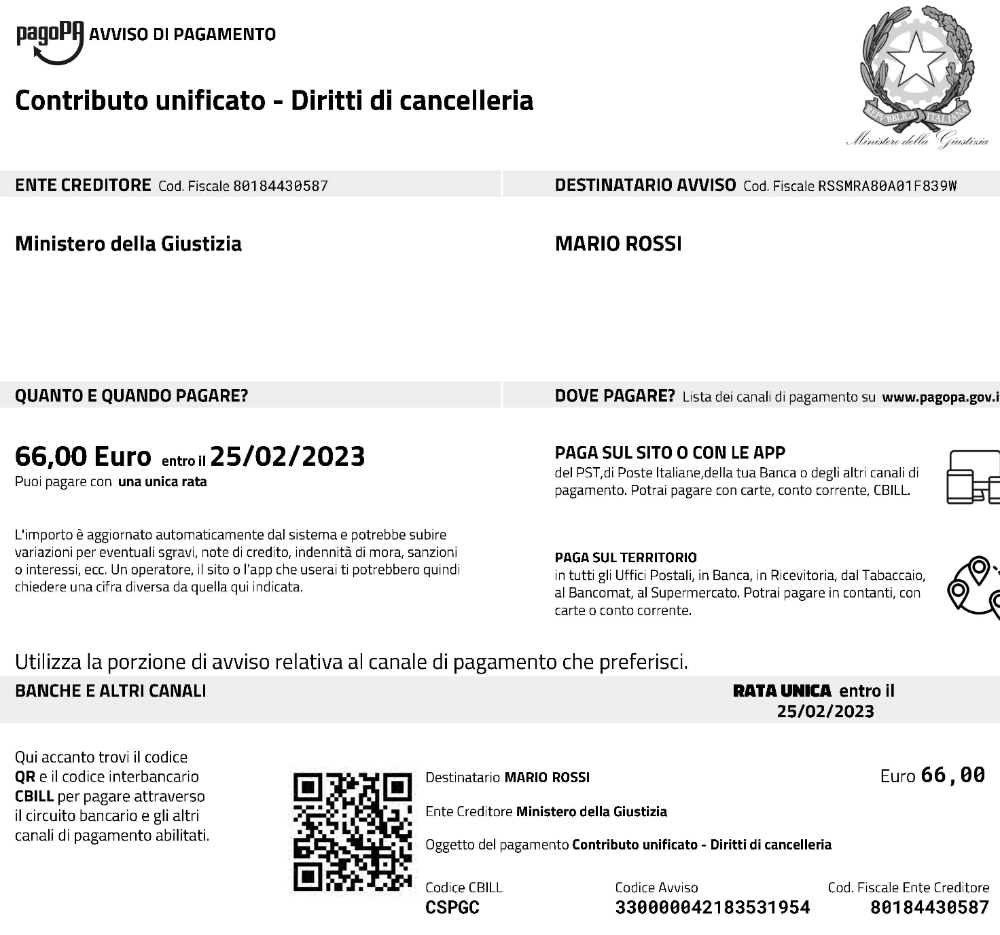 pagoPA AVVISO DI PAGAMENTO
Contributo unificato - Diritti di cancelleria
REPVBBLICA ITALIANA
Ministero della Giustizia
ENTE CREDITORE Cod. Fiscale 80184430587
DESTINATARIO AVVISO Cod. Fiscale RSSMRA80A01F839W
Ministero della Giustizia
MARIO ROSSI
QUANTO E QUANDO PAGARE?
DOVE PAGARE? Lista dei canali di pagamento su www.pagopa.gov.i
66,00 Euro entro il 25/02/2023
Puoi pagare con una unica rata
L'importo è aggiornato automaticamente dal sistema e potrebbe subire
variazioni per eventuali sgravi, note di credito, indennità di mora, sanzioni
o interessi, ecc. Un operatore, il sito o l'app che userai ti potrebbero quindi
chiedere una cifra diversa da quella qui indicata.
PAGA SUL SITO O CON LE APP
del PST,di Poste Italiane,della tua Banca o degli altri canali di
pagamento. Potrai pagare con carte, conto corrente, CBILL.
PAGA SUL TERRITORIO
in tutti gli Uffici Postali, in Banca, in Ricevitoria, dal Tabaccaio,
al Bancomat, al Supermercato. Potrai pagare in contanti, con
carte o conto corrente.
Utilizza la porzione di avviso relativa al canale di pagamento che preferisci.
BANCHE E ALTRI CANALI
RATA UNICA entro il
25/02/2023
Qui accanto trovi il codice
QR e il codice interbancario
CBILL per pagare attraverso
il circuito bancario e gli altri
canali di pagamento abilitati.
Destinatario MARIO ROSSI
Euro 66,00
Ente Creditore Ministero della Giustizia
Oggetto del pagamento Contributo unificato - Diritti di cancelleria
Codice CBILL
CSPGC
Codice Avviso
330000042183531954
Cod. Fiscale Ente Creditore
80184430587